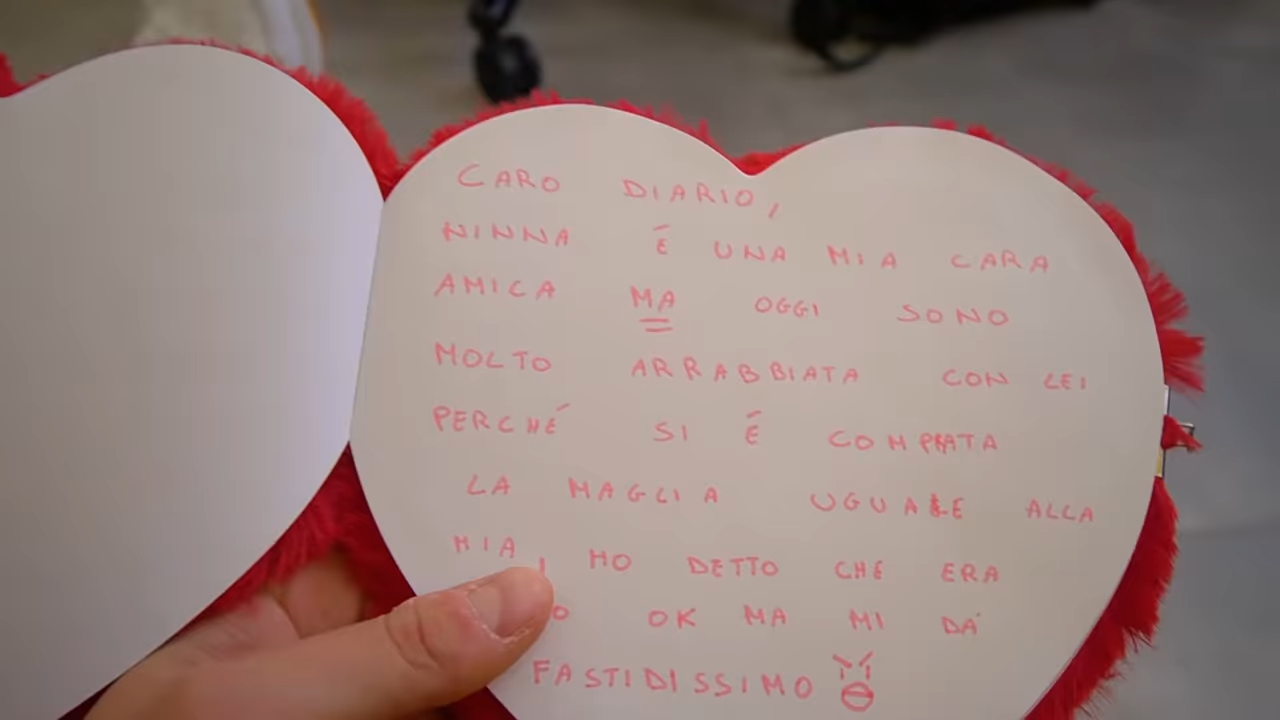 CARO DIARIO,
NINNA É UNA MIA CARA
AMICA MA OGGI SONO
MOLTO ARRABBIATA CON LEI
PERCHÉ SI É COMPRATA
LA MAGLIA UGUALE ALLA
MIA, HO DETTO CHE ERA
OK MA MI DÀ
FASTIDISSIMO